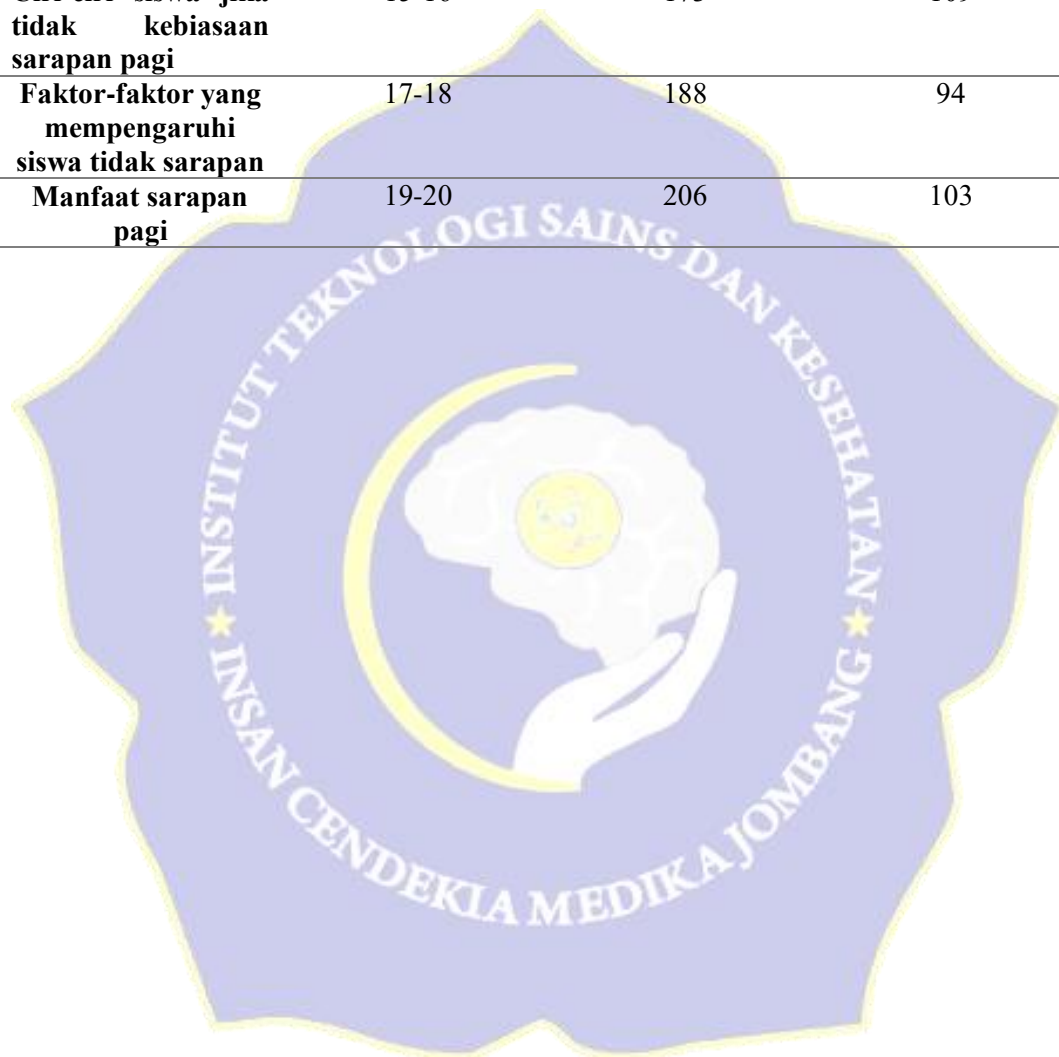 tidak kebiasaan
sarapan pagi
Faktor-faktor yang 17-18 188 94
mempengaruhi
siswa tidak sarapan
Manfaat sarapan 19-20 206 103
pagi
INSTITUT TEKNOLOGI SAINS DAN KESEHATAN
INSAN CENDEKIA MEDIKA JOMBANG